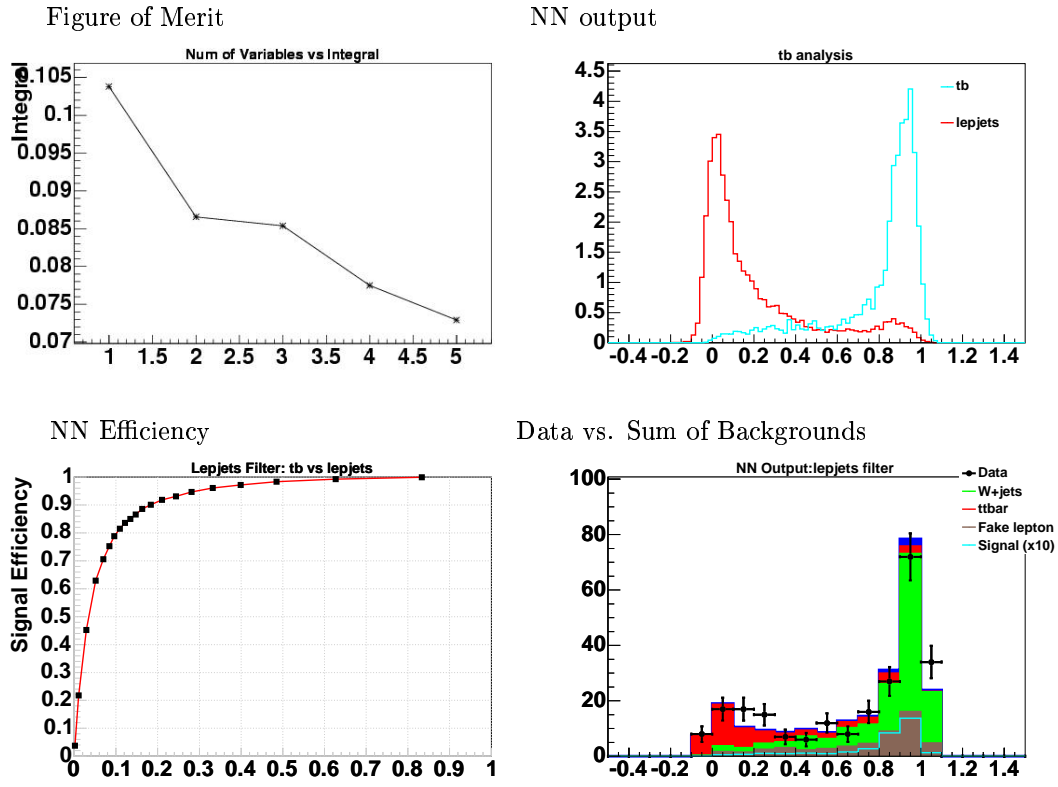 Figure of Merit
Num of Variables vs Integral
Integral
0.105
0.1
0.095
0.09
0.085
0.08
0.075
0.07
1 1.5 2 2.5 3 3.5 4 4.5 5
NN output
tb analysis
4.5
4
3.5
3
2.5
2
1.5
1
0.5
0
tb
lepjets
-0.4 -0.2 0 0.2 0.4 0.6 0.8 1 1.2 1.4
NN Efficiency
Lepjets Filter: tb vs lepjets
Signal Efficiency
1
0.9
0.8
0.7
0.6
0.5
0.4
0.3
0.2
0.1
0
0 0.1 0.2 0.3 0.4 0.5 0.6 0.7 0.8 0.9 1
Data vs. Sum of Backgrounds
NN Output:lepjets filter
100
80
60
40
20
0
Data
W+jets
ttbar
Fake lepton
Signal (x10)
-0.4 -0.2 0 0.2 0.4 0.6 0.8 1 1.2 1.4